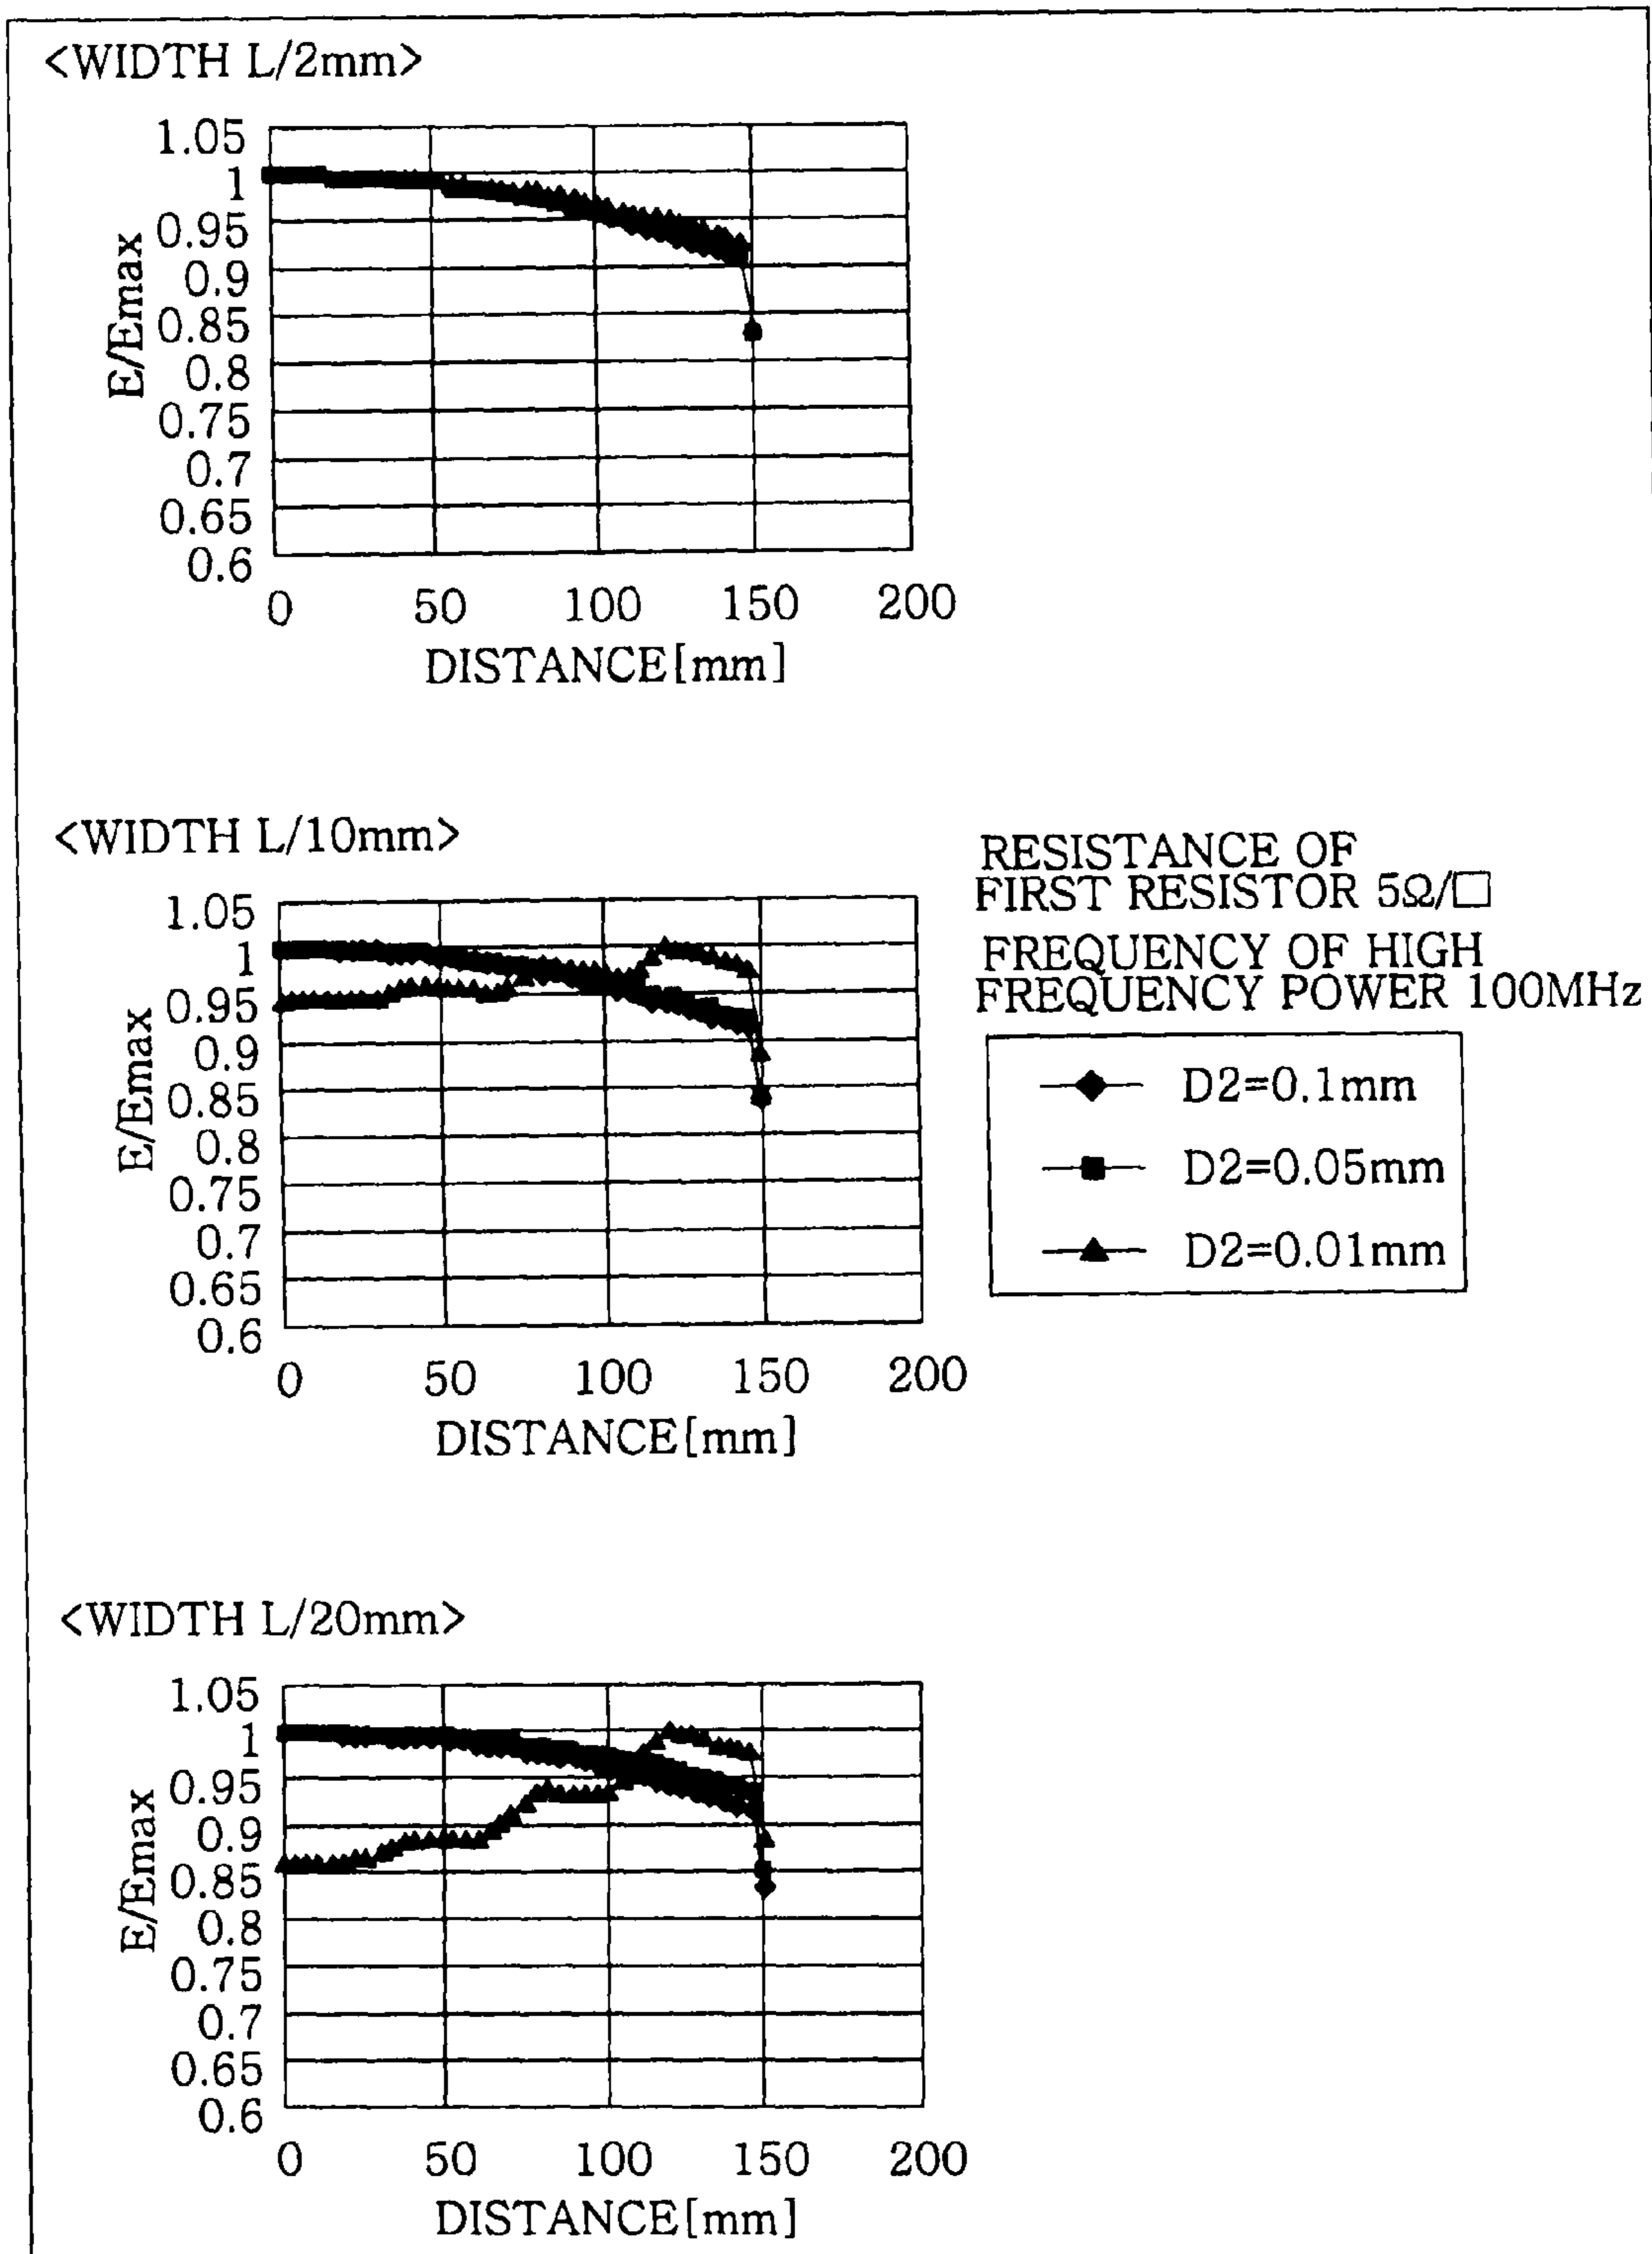 <WIDTH L/2mm>
1.05
1
0.95
0.9
0.85
0.8
0.75
0.7
0.65
0.6
E/Emax
0 50 100 150 200
DISTANCE[mm]
<WIDTH L/10mm>
1.05
1
0.95
0.9
0.85
0.8
0.75
0.7
0.65
0.6
E/Emax
0 50 100 150 200
DISTANCE[mm]
RESISTANCE OF
FIRST RESISTOR 5Ω/□
FREQUENCY OF HIGH
FREQUENCY POWER 100MHz
D2=0.1mm
D2=0.05mm
D2=0.01mm
<WIDTH L/20mm>
1.05
1
0.95
0.9
0.85
0.8
0.75
0.7
0.65
0.6
E/Emax
0 50 100 150 200
DISTANCE[mm]